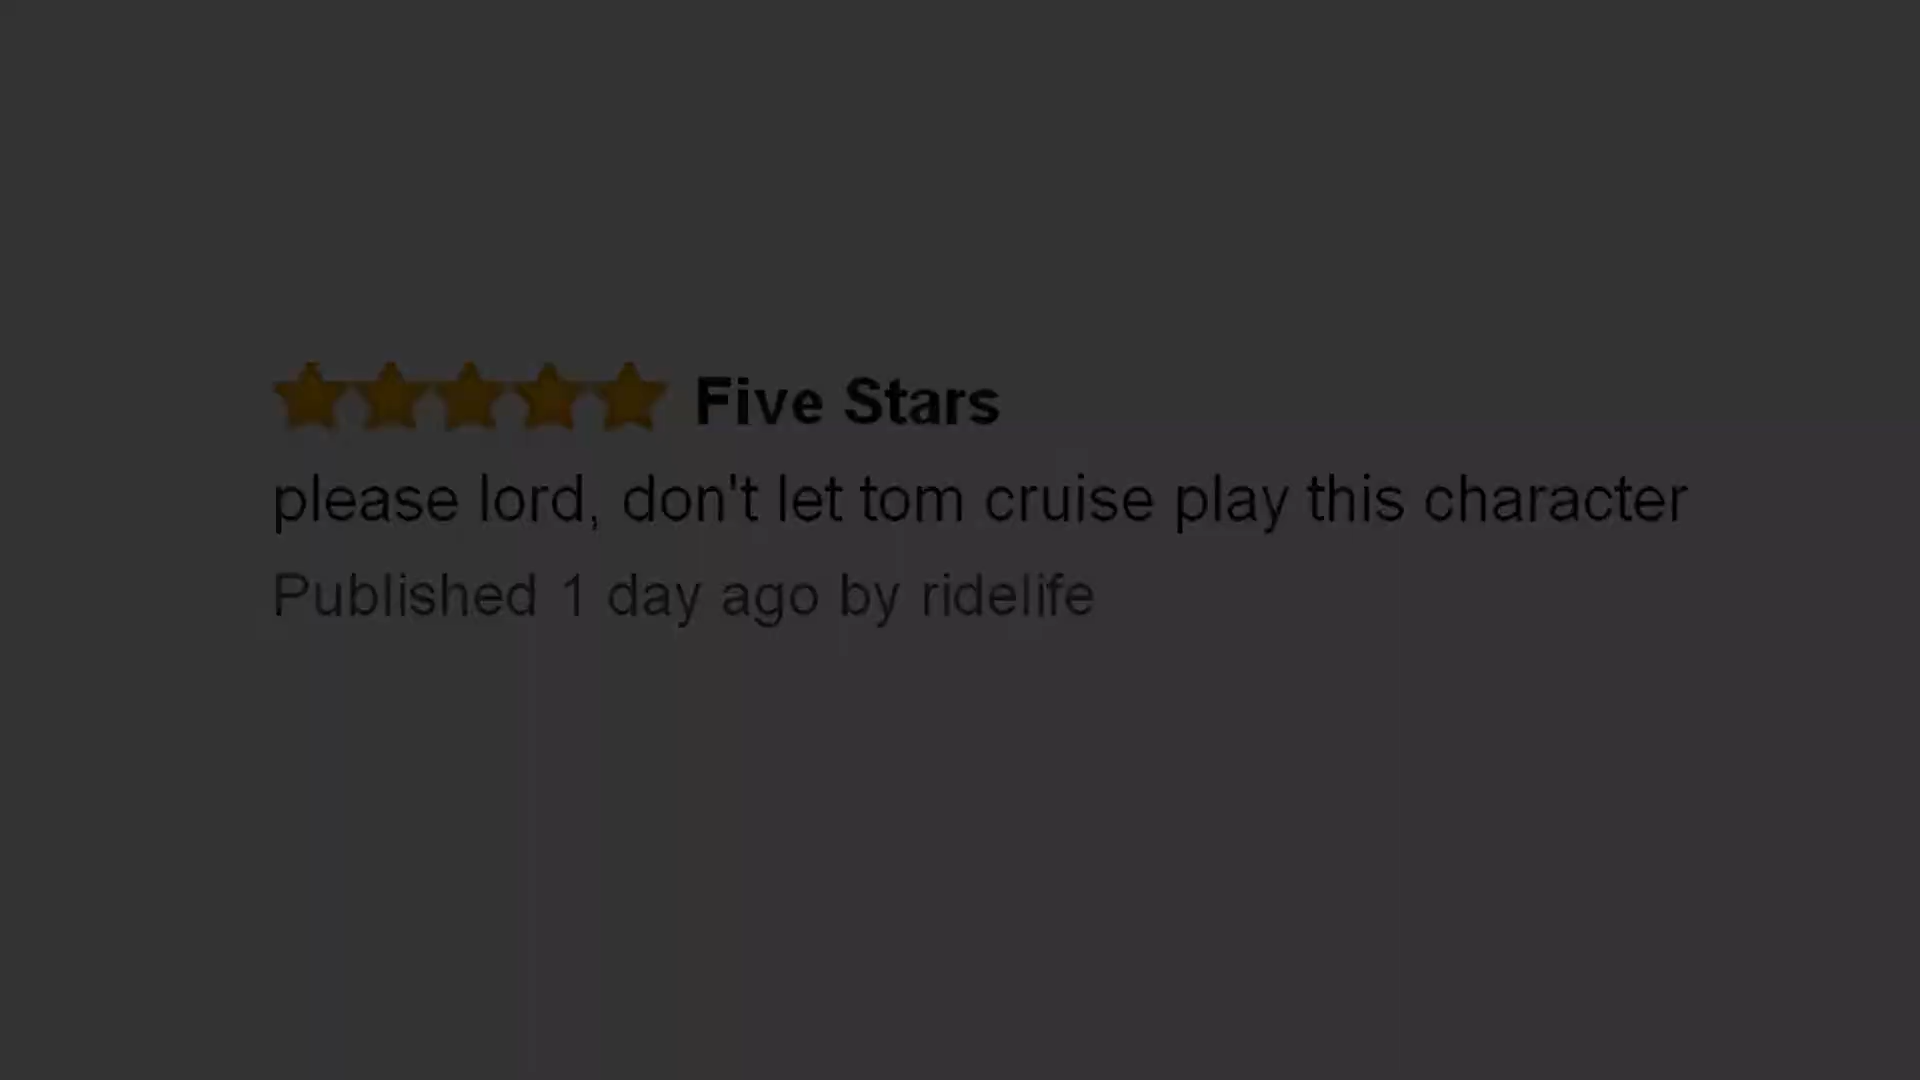 Five Stars
please lord, don't let tom cruise play this character
Published 1 day ago by ridelife